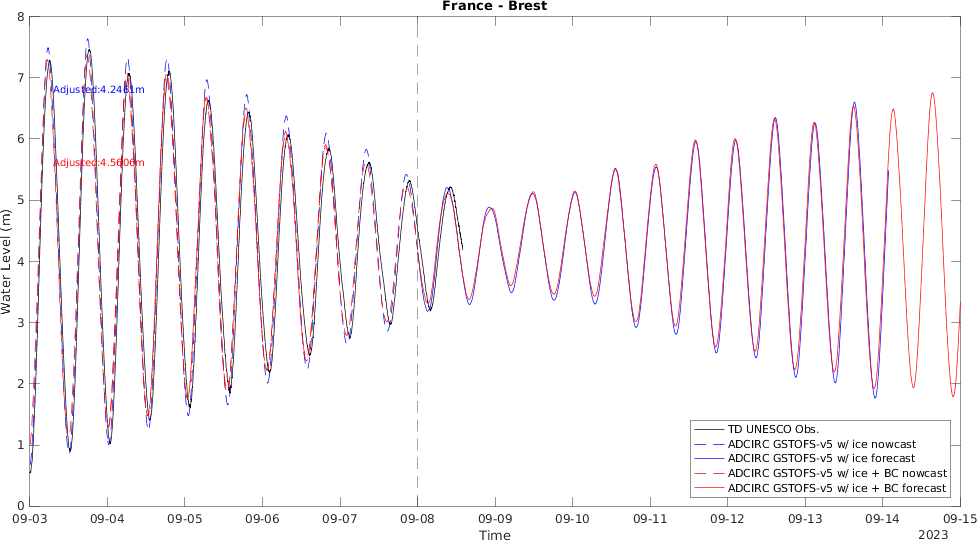 France - Brest
8
7
6
5
4
3
2
1
0
Water Level (m)
Adjusted:4.2461m
Adjusted:4.5606m
TD UNESCO Obs.
ADCIRC GSTOFS-v5 w/ ice nowcast
ADCIRC GSTOFS-v5 w/ ice forecast
ADCIRC GSTOFS-v5 w/ ice + BC nowcast
ADCIRC GSTOFS-v5 w/ ice + BC forecast
09-03 09-04 09-05 09-06 09-07 09-08 09-09 09-10 09-11 09-12 09-13 09-14 09-15
Time
2023